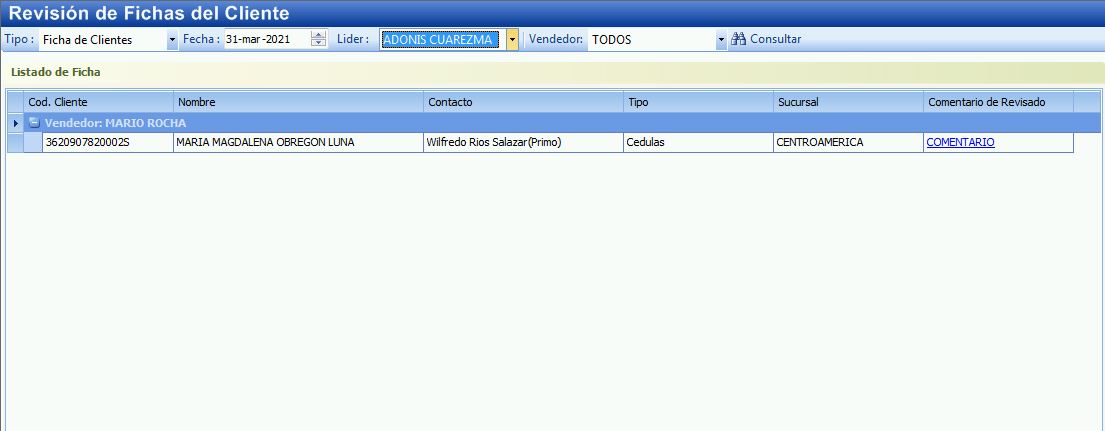 Revisión de Fichas del Cliente
Tipo : Ficha de Clientes Fecha : 31-mar-2021 Lider : ADONIS CUAREZMA Vendedor: TODOS Consultar
Listado de Ficha
Cod. Cliente Nombre Contacto Tipo Sucursal Comentario de Revisado
Vendedor: MARIO ROCHA
3620907820002S MARIA MAGDALENA OBREGON LUNA Wilfredo Rios Salazar(Primo) Cedulas CENTROAMERICA COMENTARIO